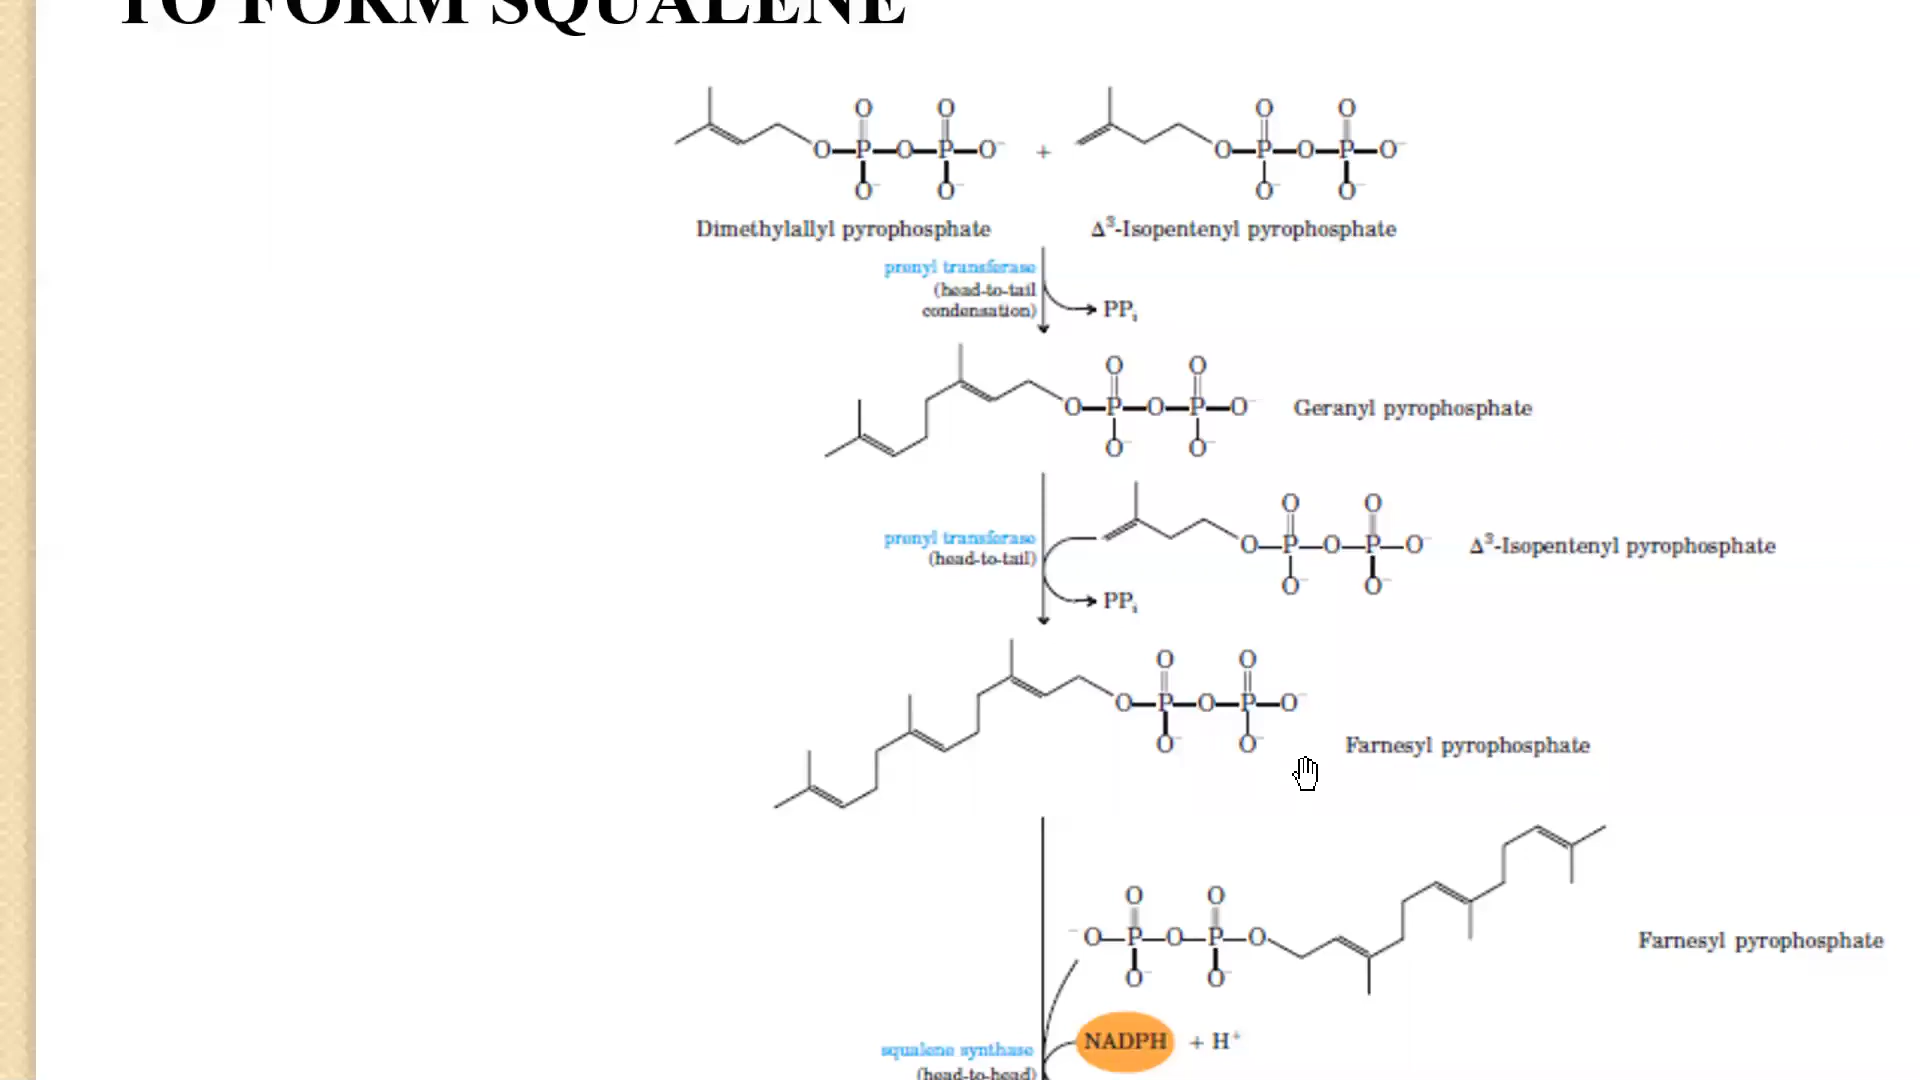 TO FORM SQUALENE
O O
O—P—O—P—O⁻
O⁻ O⁻
+
O O
O—P—O—P—O⁻
O⁻ O⁻
Dimethylallyl pyrophosphate
Δ³-Isopentenyl pyrophosphate
prenyl transferase
(head-to-tail
condensation)
PPᵢ
O O
O—P—O—P—O⁻
O⁻ O⁻
Geranyl pyrophosphate
prenyl transferase
(head-to-tail)
O O
O—P—O—P—O⁻
O⁻ O⁻
Δ³-Isopentenyl pyrophosphate
PPᵢ
O O
O—P—O—P—O⁻
O⁻ O⁻
Farnesyl pyrophosphate
O O
⁻O—P—O—P—O
O⁻ O⁻
Farnesyl pyrophosphate
NADPH + H⁺
squalene synthase
(head-to-head)